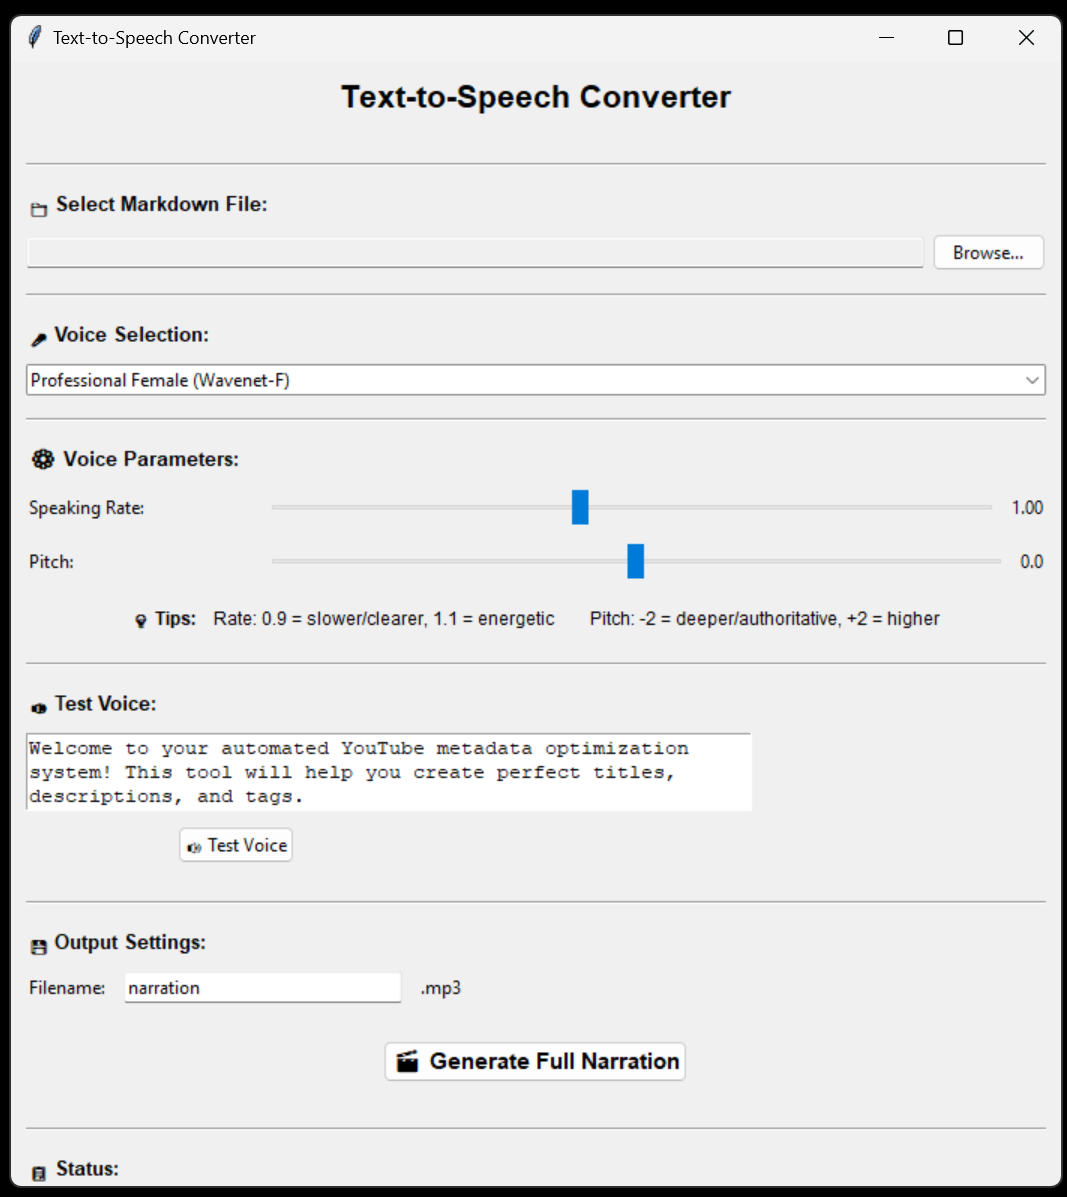 Text-to-Speech Converter
Text-to-Speech Converter
Select Markdown File:
Browse...
Voice Selection:
Professional Female (Wavenet-F)
Voice Parameters:
Speaking Rate: 1.00
Pitch: 0.0
Tips: Rate: 0.9 = slower/clearer, 1.1 = energetic Pitch: -2 = deeper/authoritative, +2 = higher
Test Voice:
Welcome to your automated YouTube metadata optimization
system! This tool will help you create perfect titles,
descriptions, and tags.
Test Voice
Output Settings:
Filename: narration .mp3
Generate Full Narration
Status: